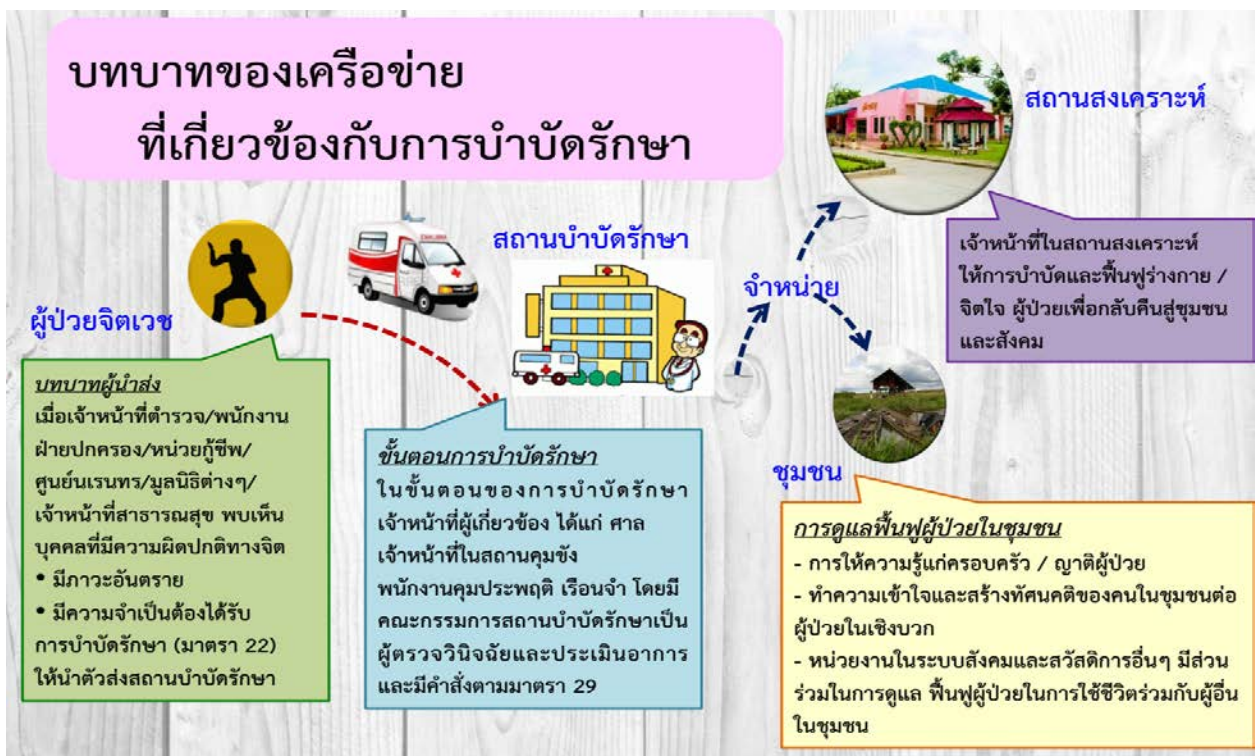 บทบาทของเครือข่าย
ที่เกี่ยวข้องกับการบำบัดรักษา
สถานสงเคราะห์
เจ้าหน้าที่ในสถานสงเคราะห์
ให้การบำบัดและฟื้นฟูร่างกาย /
จิตใจ ผู้ป่วยเพื่อกลับคืนสู่ชุมชน
และสังคม
สถานบำบัดรักษา
จำหน่าย
ผู้ป่วยจิตเวช
บทบาทผู้นำส่ง
เมื่อเจ้าหน้าที่ตำรวจ/พนักงาน
ฝ่ายปกครอง/หน่วยกู้ชีพ/
ศูนย์นเรนทร/มูลนิธิต่างๆ/
เจ้าหน้าที่สาธารณสุข พบเห็น
บุคคลที่มีความผิดปกติทางจิต
• มีภาวะอันตราย
• มีความจำเป็นต้องได้รับ
การบำบัดรักษา (มาตรา 22)
ให้นำตัวส่งสถานบำบัดรักษา
ขั้นตอนการบำบัดรักษา
ในขั้นตอนของการบำบัดรักษา
เจ้าหน้าที่ผู้เกี่ยวข้อง ได้แก่ ศาล
เจ้าหน้าที่ในสถานคุมขัง
พนักงานคุมประพฤติ เรือนจำ โดยมี
คณะกรรมการสถานบำบัดรักษาเป็น
ผู้ตรวจวินิจฉัยและประเมินอาการ
และมีคำสั่งตามมาตรา 29
ชุมชน
การดูแลฟื้นฟูผู้ป่วยในชุมชน
- การให้ความรู้แก่ครอบครัว / ญาติผู้ป่วย
- ทำความเข้าใจและสร้างทัศนคติของคนในชุมชนต่อ
ผู้ป่วยในเชิงบวก
- หน่วยงานในระบบสังคมและสวัสดิการอื่นๆ มีส่วน
ร่วมในการดูแล ฟื้นฟูผู้ป่วยในการใช้ชีวิตร่วมกับผู้อื่น
ในชุมชน